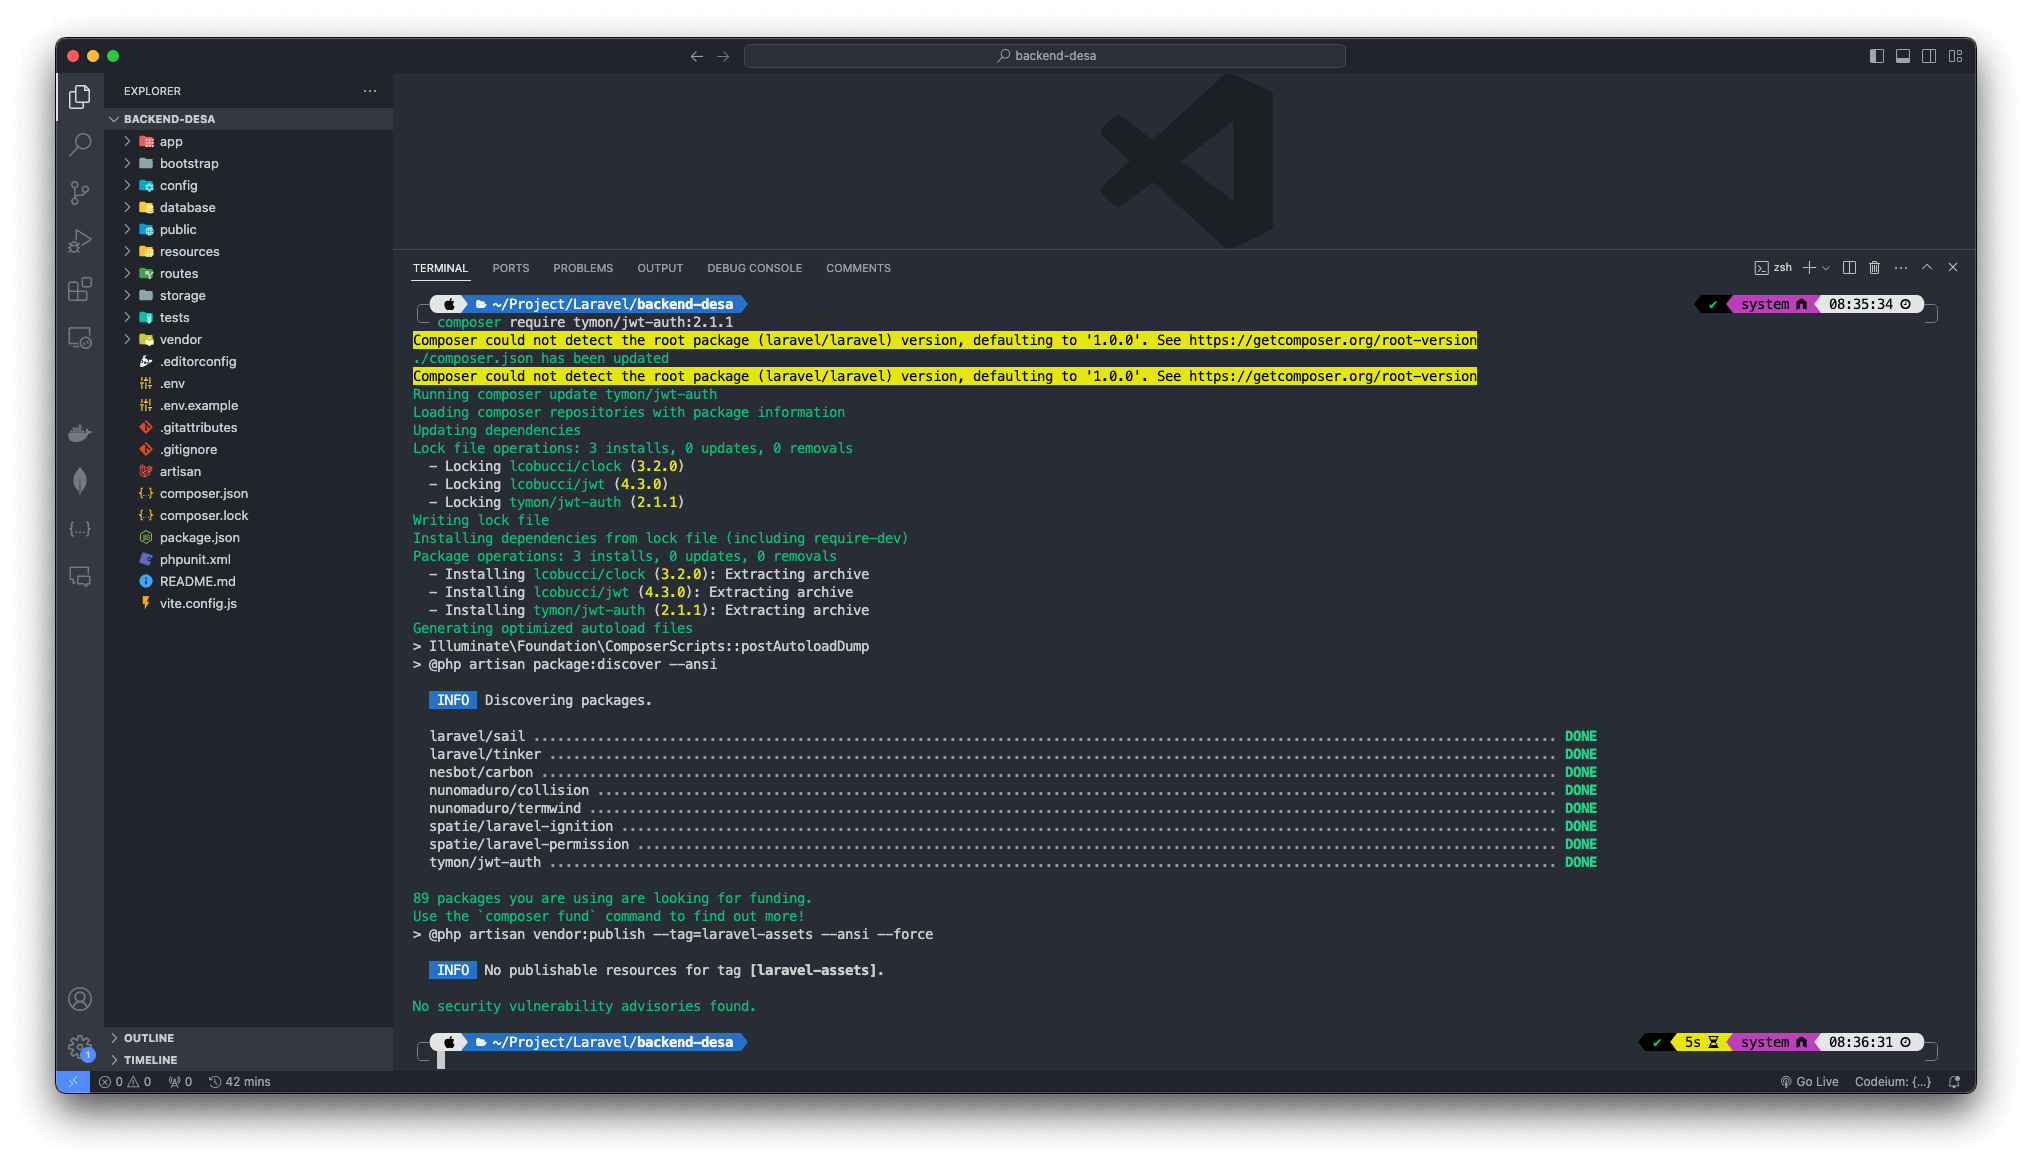 backend-desa
EXPLORER
BACKEND-DESA
app
bootstrap
config
database
public
resources
routes
storage
tests
vendor
.editorconfig
.env
.env.example
.gitattributes
.gitignore
artisan
composer.json
composer.lock
package.json
phpunit.xml
README.md
vite.config.js
OUTLINE
TIMELINE
TERMINAL PORTS PROBLEMS OUTPUT DEBUG CONSOLE COMMENTS zsh
~/Project/Laravel/backend-desa ✔ system 08:35:34
composer require tymon/jwt-auth:2.1.1
Composer could not detect the root package (laravel/laravel) version, defaulting to '1.0.0'. See https://getcomposer.org/root-version
./composer.json has been updated
Composer could not detect the root package (laravel/laravel) version, defaulting to '1.0.0'. See https://getcomposer.org/root-version
Running composer update tymon/jwt-auth
Loading composer repositories with package information
Updating dependencies
Lock file operations: 3 installs, 0 updates, 0 removals
- Locking lcobucci/clock (3.2.0)
- Locking lcobucci/jwt (4.3.0)
- Locking tymon/jwt-auth (2.1.1)
Writing lock file
Installing dependencies from lock file (including require-dev)
Package operations: 3 installs, 0 updates, 0 removals
- Installing lcobucci/clock (3.2.0): Extracting archive
- Installing lcobucci/jwt (4.3.0): Extracting archive
- Installing tymon/jwt-auth (2.1.1): Extracting archive
Generating optimized autoload files
> Illuminate\Foundation\ComposerScripts::postAutoloadDump
> @php artisan package:discover --ansi
INFO Discovering packages.
laravel/sail ... DONE
laravel/tinker ... DONE
nesbot/carbon ... DONE
nunomaduro/collision ... DONE
nunomaduro/termwind ... DONE
spatie/laravel-ignition ... DONE
spatie/laravel-permission ... DONE
tymon/jwt-auth ... DONE
89 packages you are using are looking for funding.
Use the `composer fund` command to find out more!
> @php artisan vendor:publish --tag=laravel-assets --ansi --force
INFO No publishable resources for tag [laravel-assets].
No security vulnerability advisories found.
~/Project/Laravel/backend-desa ✔ 5s system 08:36:31
1
0 0 0 42 mins Go Live Codeium: {...}